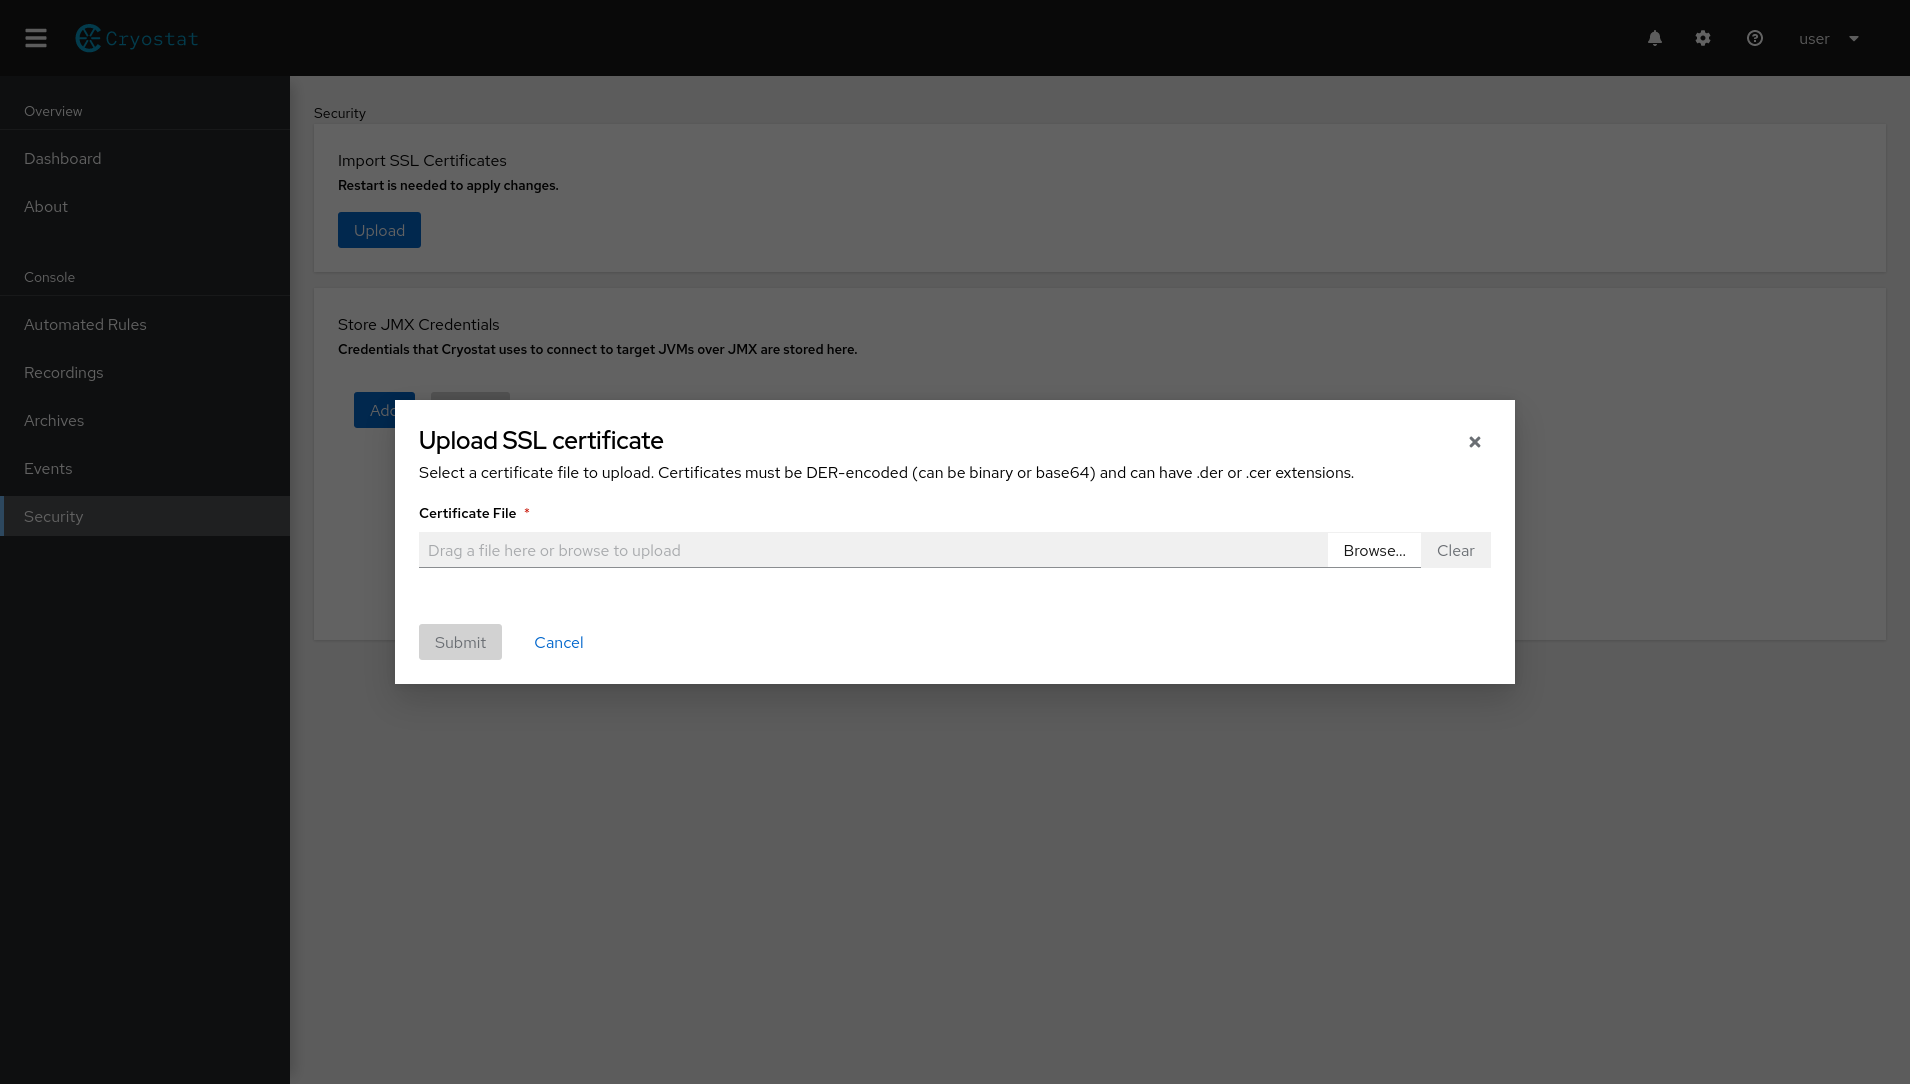 Cryostat
user
Overview
Dashboard
About
Console
Automated Rules
Recordings
Archives
Events
Security
Security
Import SSL Certificates
Restart is needed to apply changes.
Upload
Store JMX Credentials
Credentials that Cryostat uses to connect to target JVMs over JMX are stored here.
Add
Upload SSL certificate
Select a certificate file to upload. Certificates must be DER-encoded (can be binary or base64) and can have .der or .cer extensions.
Certificate File *
Drag a file here or browse to upload
Browse...
Clear
Submit
Cancel